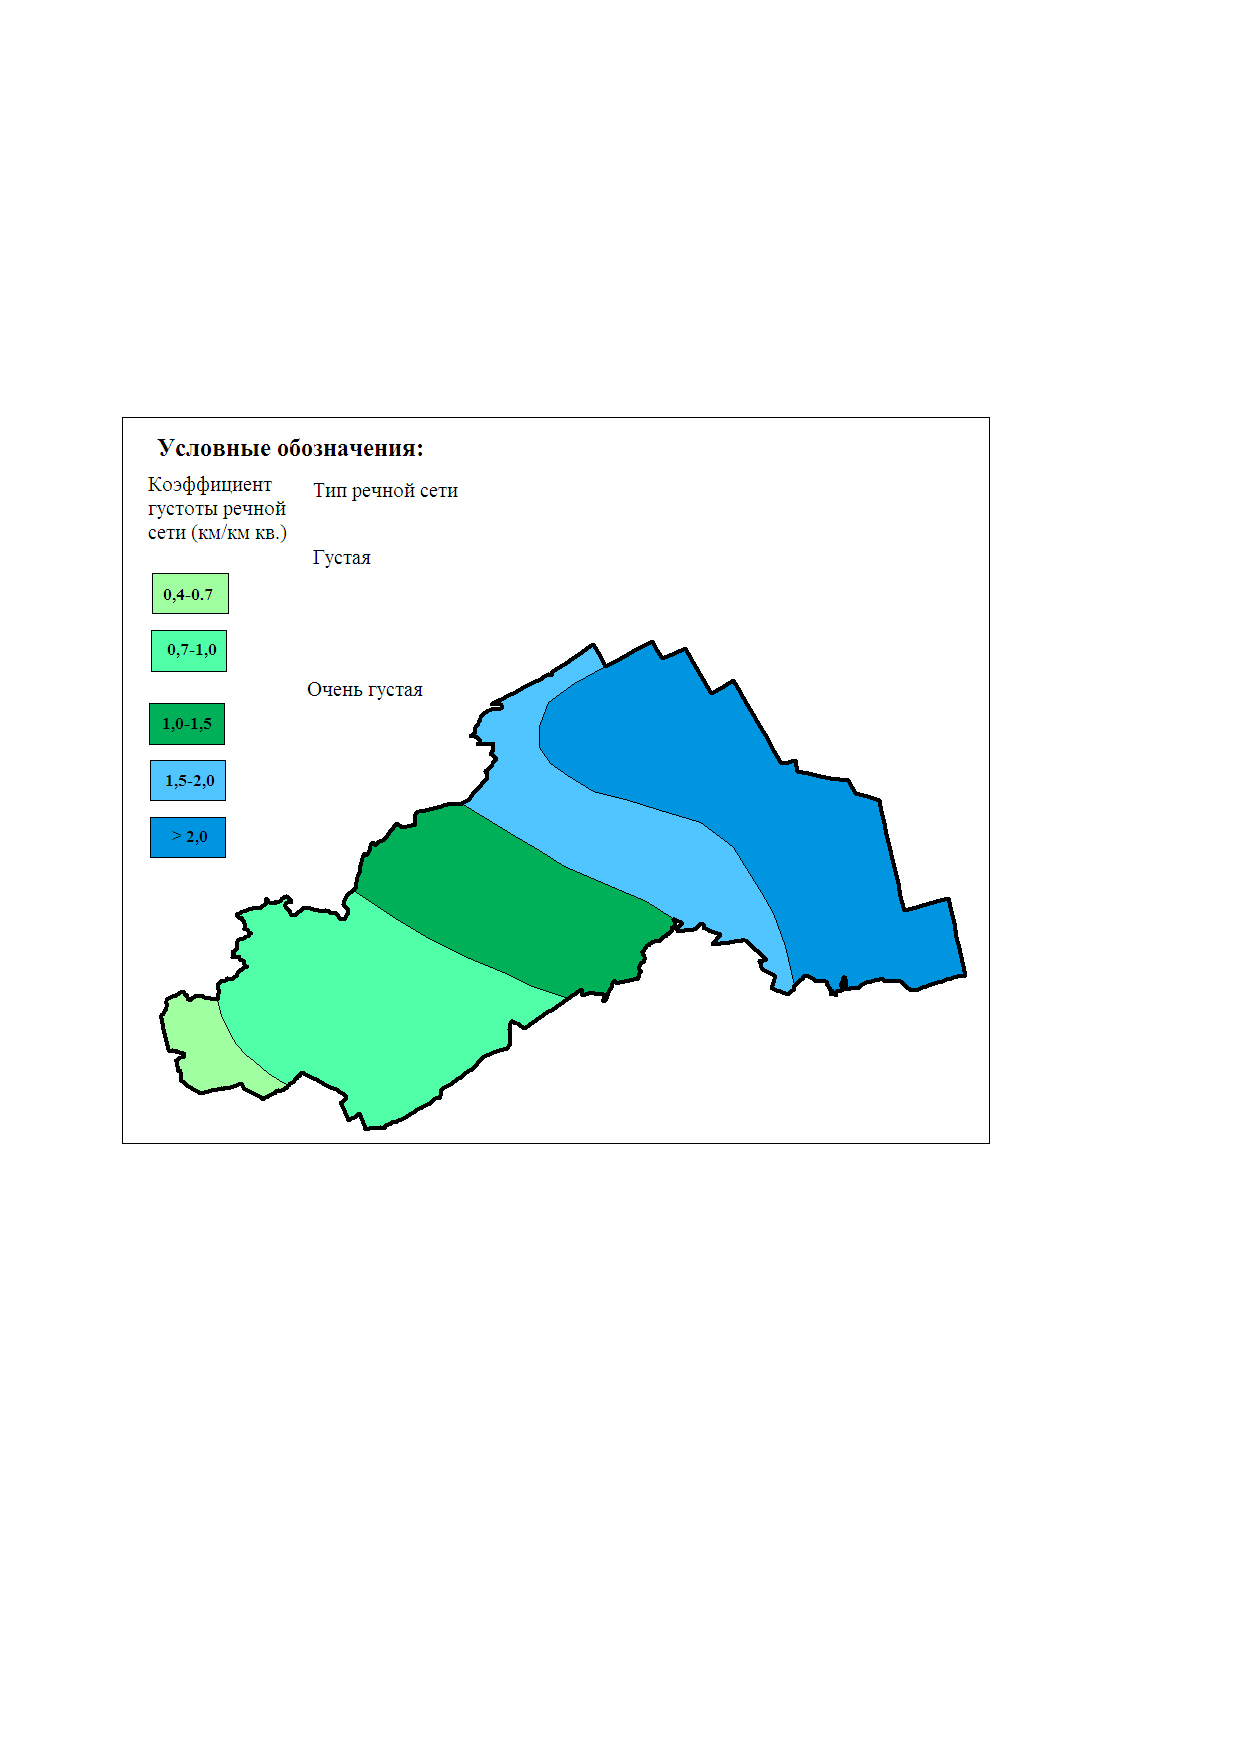 Условные обозначения:
Коэффициент
густоты речной
сети (км/км кв.)
Тип речной сети
Густая
0,4-0.7
0,7-1,0
Очень густая
1,0-1,5
1,5-2,0
> 2,0